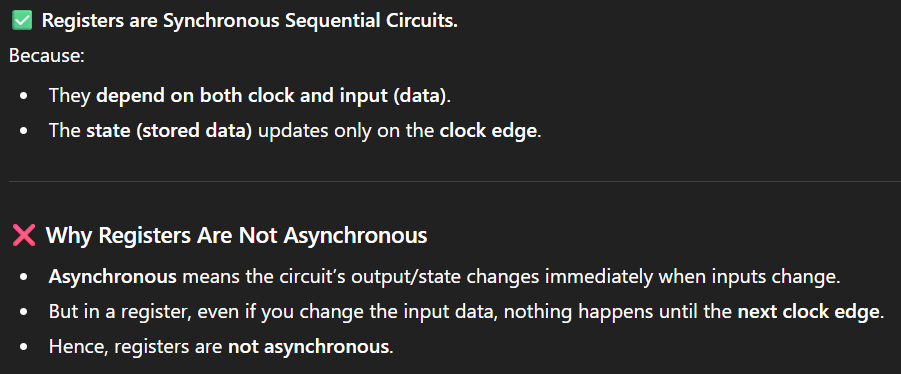 ✅ Registers are Synchronous Sequential Circuits.
Because:
• They depend on both clock and input (data).
• The state (stored data) updates only on the clock edge.
❌ Why Registers Are Not Asynchronous
• Asynchronous means the circuit’s output/state changes immediately when inputs change.
• But in a register, even if you change the input data, nothing happens until the next clock edge.
• Hence, registers are not asynchronous.